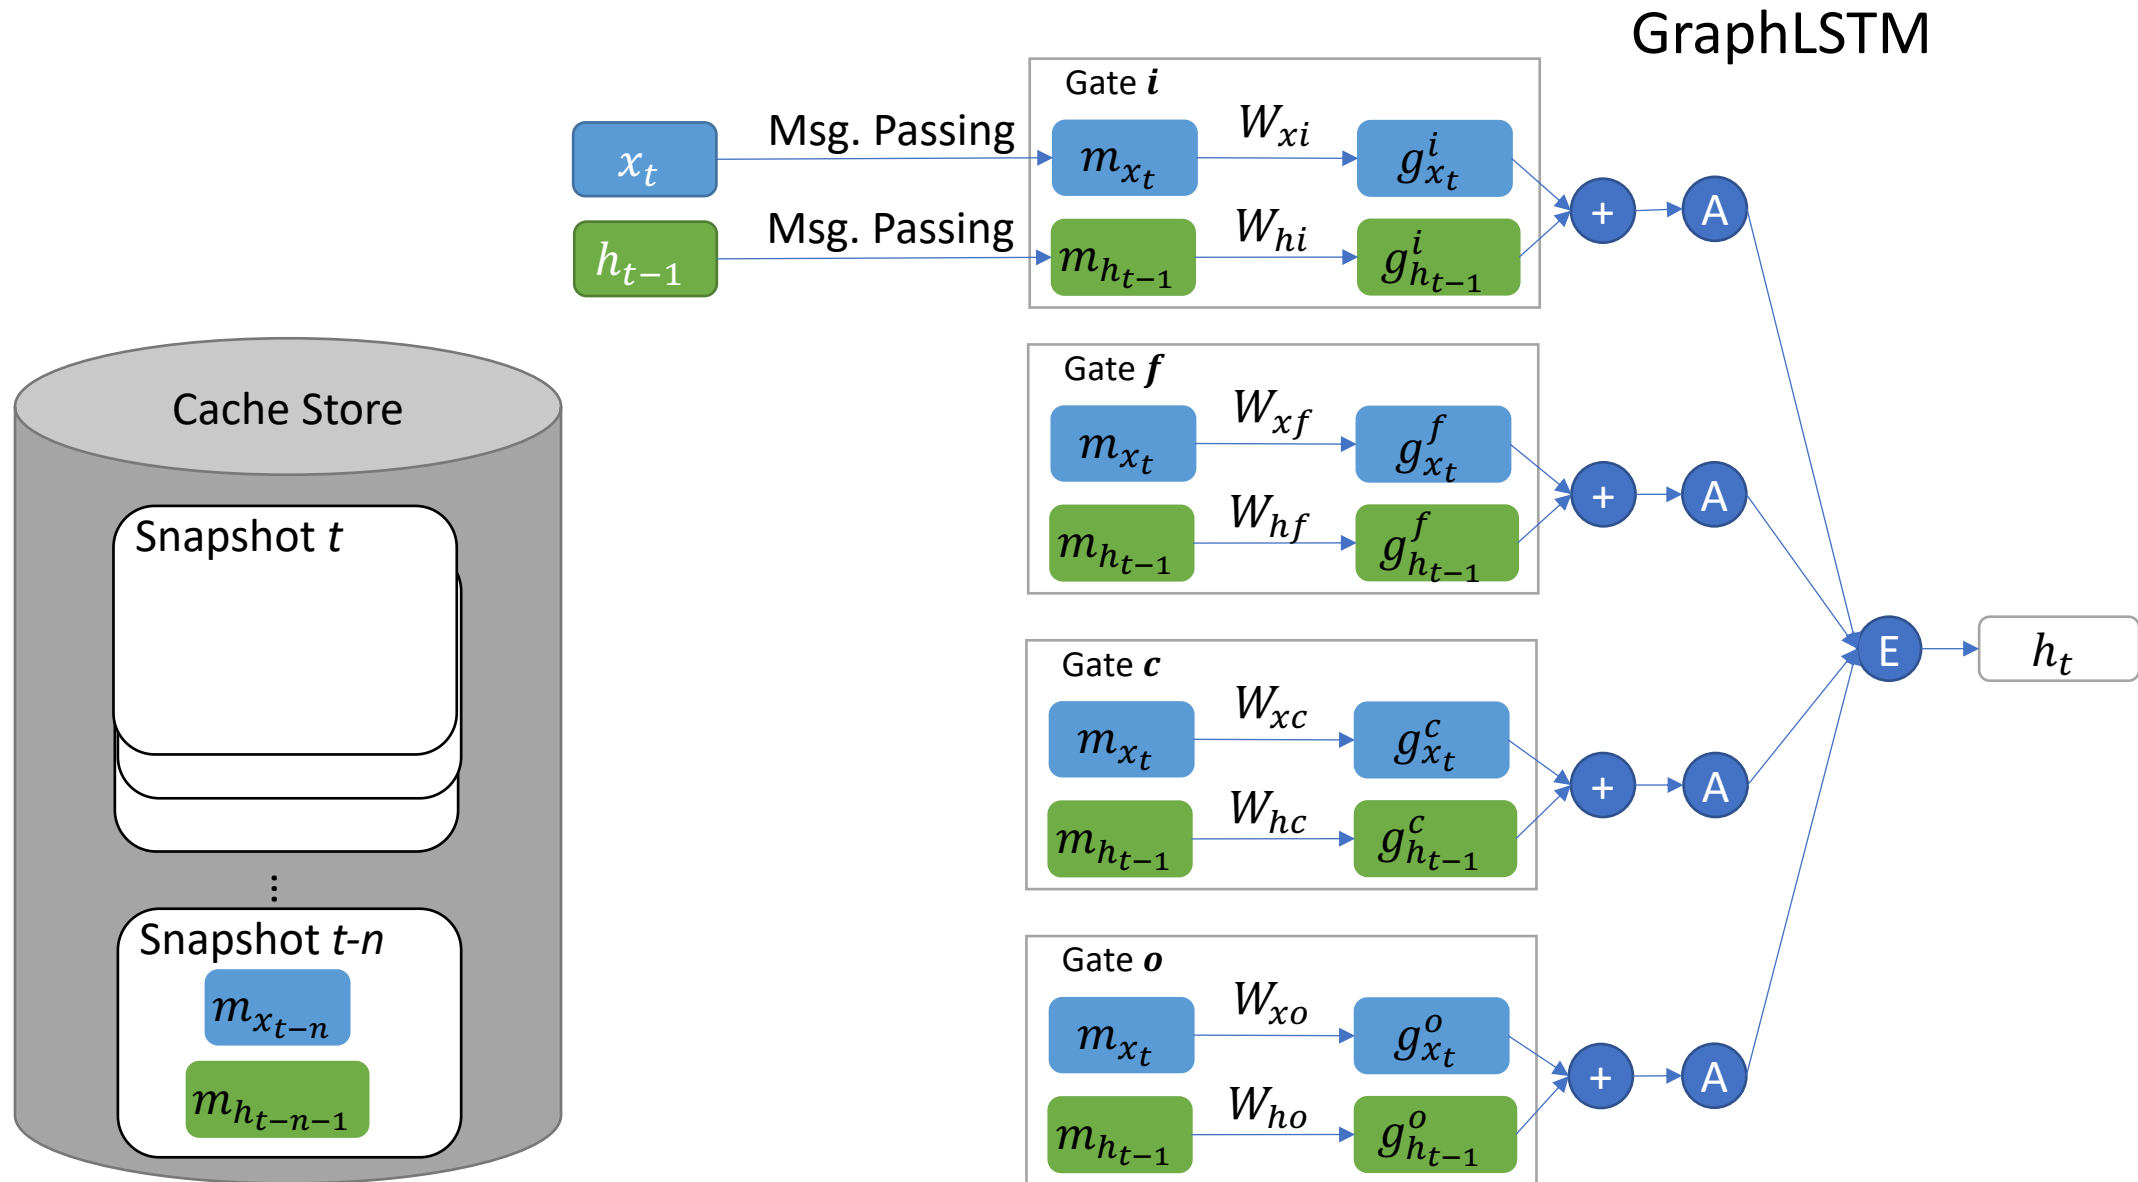 GraphLSTM
x_t
Msg. Passing
h_{t-1}
Msg. Passing
Gate i
m_{x_t}
W_{xi}
g^i_{x_t}
m_{h_{t-1}}
W_{hi}
g^i_{h_{t-1}}
+
A
Gate f
m_{x_t}
W_{xf}
g^f_{x_t}
m_{h_{t-1}}
W_{hf}
g^f_{h_{t-1}}
+
A
Gate c
m_{x_t}
W_{xc}
g^c_{x_t}
m_{h_{t-1}}
W_{hc}
g^c_{h_{t-1}}
+
A
Gate o
m_{x_t}
W_{xo}
g^o_{x_t}
m_{h_{t-1}}
W_{ho}
g^o_{h_{t-1}}
+
A
E
h_t
Cache Store
Snapshot t
...
Snapshot t-n
m_{x_{t-n}}
m_{h_{t-n-1}}